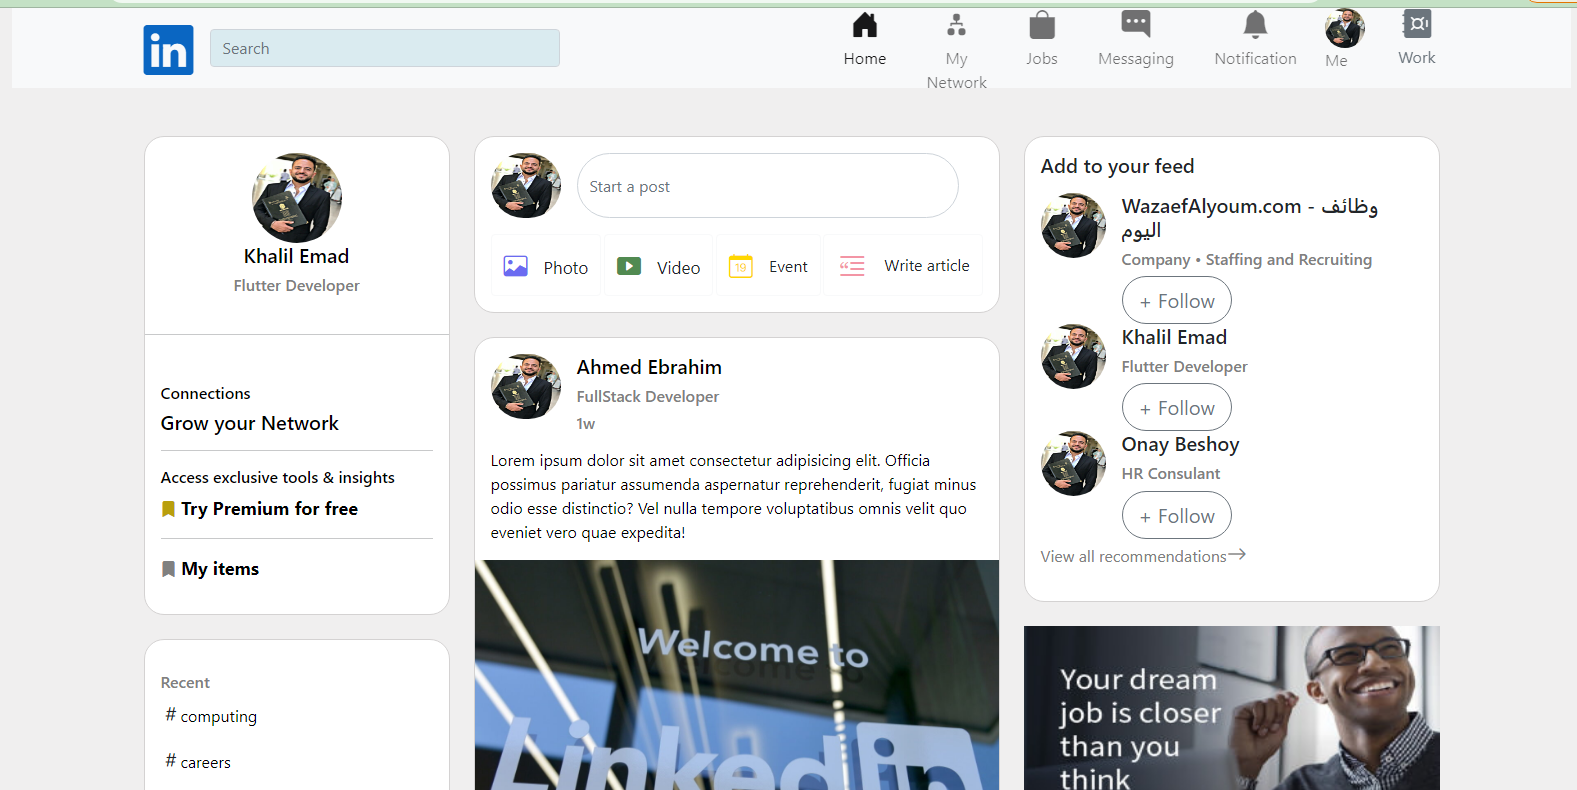 in
Search
Home
My
Network
Jobs
Messaging
Notification
Me
Work
Khalil Emad
Flutter Developer
Connections
Grow your Network
Access exclusive tools & insights
Try Premium for free
My items
Recent
# computing
# careers
Start a post
Photo
Video
19
Event
Write article
Ahmed Ebrahim
FullStack Developer
1w
Lorem ipsum dolor sit amet consectetur adipisicing elit. Officia
possimus pariatur assumenda aspernatur reprehenderit, fugiat minus
odio esse distinctio? Vel nulla tempore voluptatibus omnis velit quo
eveniet vero quae expedita!
Welcome to
Linkedin
Add to your feed
WazaefAlyoum.com - وظائف
اليوم
Company • Staffing and Recruiting
+ Follow
Khalil Emad
Flutter Developer
+ Follow
Onay Beshoy
HR Consulant
+ Follow
View all recommendations→
Your dream
job is closer
than you
think